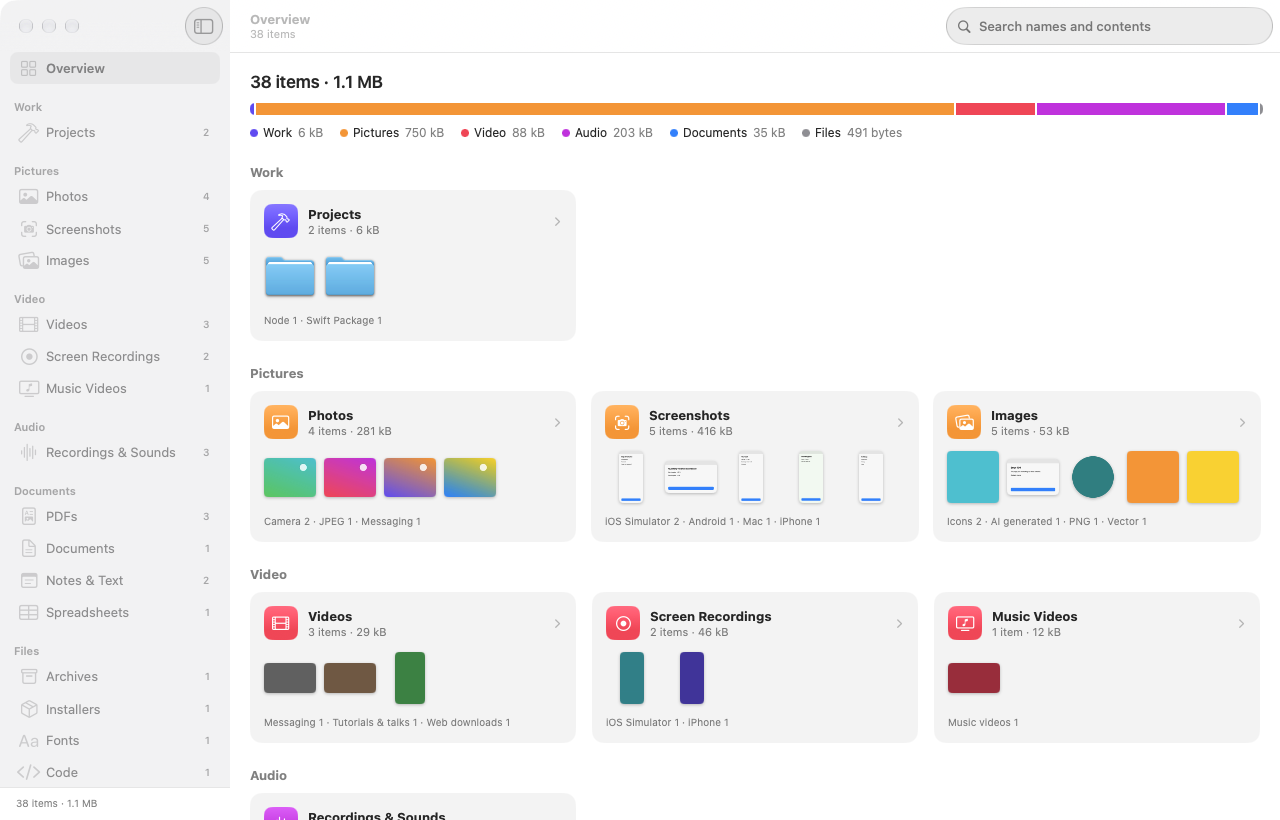 Overview
38 items
Search names and contents
Overview
Work
Projects 2
Pictures
Photos 4
Screenshots 5
Images 5
Video
Videos 3
Screen Recordings 2
Music Videos 1
Audio
Recordings & Sounds 3
Documents
PDFs 3
Documents 1
Notes & Text 2
Spreadsheets 1
Files
Archives 1
Installers 1
Aa Fonts 1
</> Code 1
38 items · 1.1 MB
38 items · 1.1 MB
Work 6 kB Pictures 750 kB Video 88 kB Audio 203 kB Documents 35 kB Files 491 bytes
Work
Projects
2 items · 6 kB
Node 1 · Swift Package 1
Pictures
Photos
4 items · 281 kB
Camera 2 · JPEG 1 · Messaging 1
Screenshots
5 items · 416 kB
iOS Simulator 2 · Android 1 · Mac 1 · iPhone 1
Images
5 items · 53 kB
Icons 2 · AI generated 1 · PNG 1 · Vector 1
Video
Videos
3 items · 29 kB
Messaging 1 · Tutorials & talks 1 · Web downloads 1
Screen Recordings
2 items · 46 kB
iOS Simulator 1 · iPhone 1
Music Videos
1 item · 12 kB
Music videos 1
Audio
Recordings & Sounds